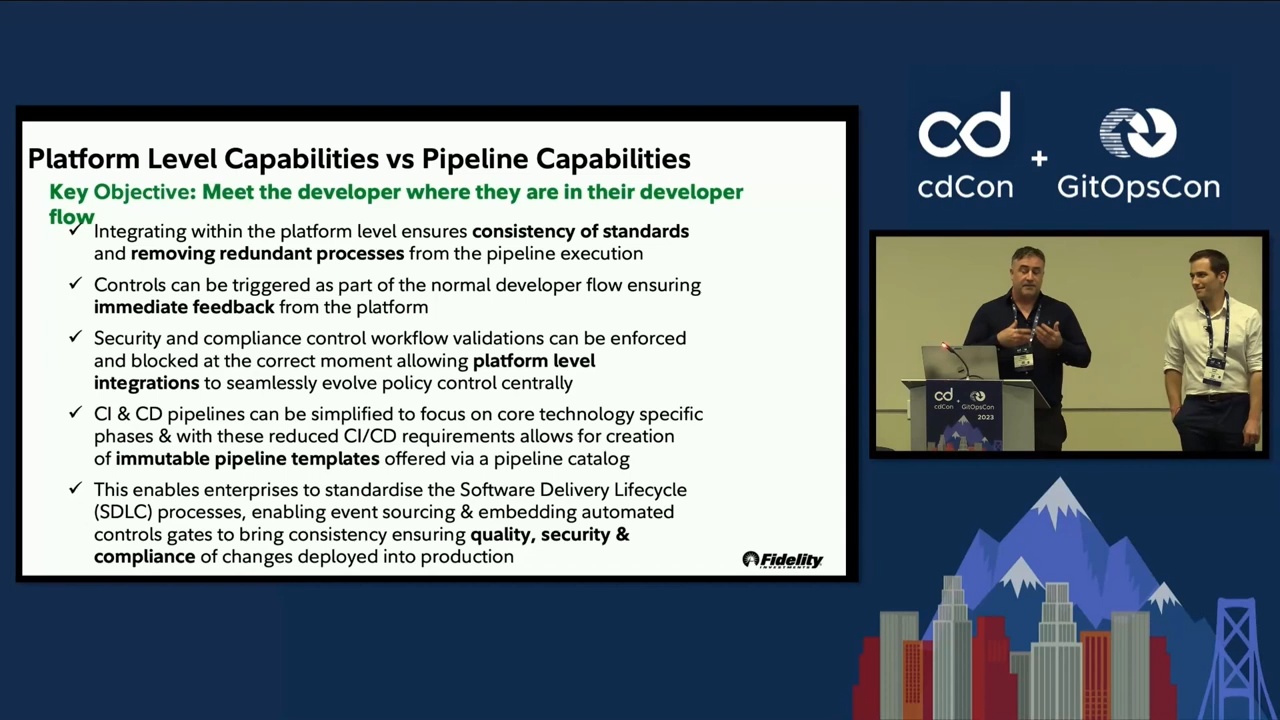 Platform Level Capabilities vs Pipeline Capabilities
Key Objective: Meet the developer where they are in their developer
flow
✓ Integrating within the platform level ensures consistency of standards
and removing redundant processes from the pipeline execution
✓ Controls can be triggered as part of the normal developer flow ensuring
immediate feedback from the platform
✓ Security and compliance control workflow validations can be enforced
and blocked at the correct moment allowing platform level
integrations to seamlessly evolve policy control centrally
✓ CI & CD pipelines can be simplified to focus on core technology specific
phases & with these reduced CI/CD requirements allows for creation
of immutable pipeline templates offered via a pipeline catalog
✓ This enables enterprises to standardise the Software Delivery Lifecycle
(SDLC) processes, enabling event sourcing & embedding automated
controls gates to bring consistency ensuring quality, security &
compliance of changes deployed into production
Fidelity
INVESTMENTS
cd
cdCon + GitOpsCon
cd
cdCon + GitOpsCon
2023